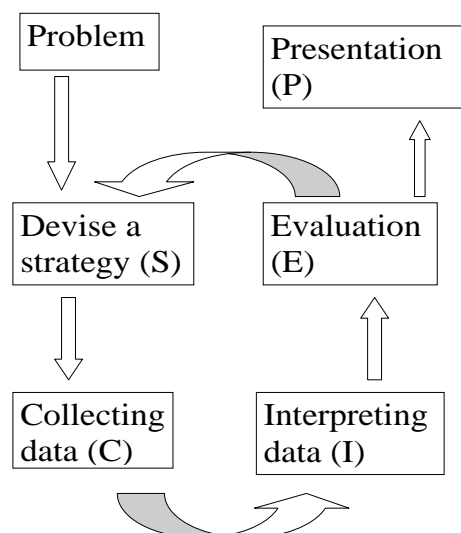 Problem
Presentation
(P)
Devise a
strategy (S)
Evaluation
(E)
Collecting
data (C)
Interpreting
data (I)